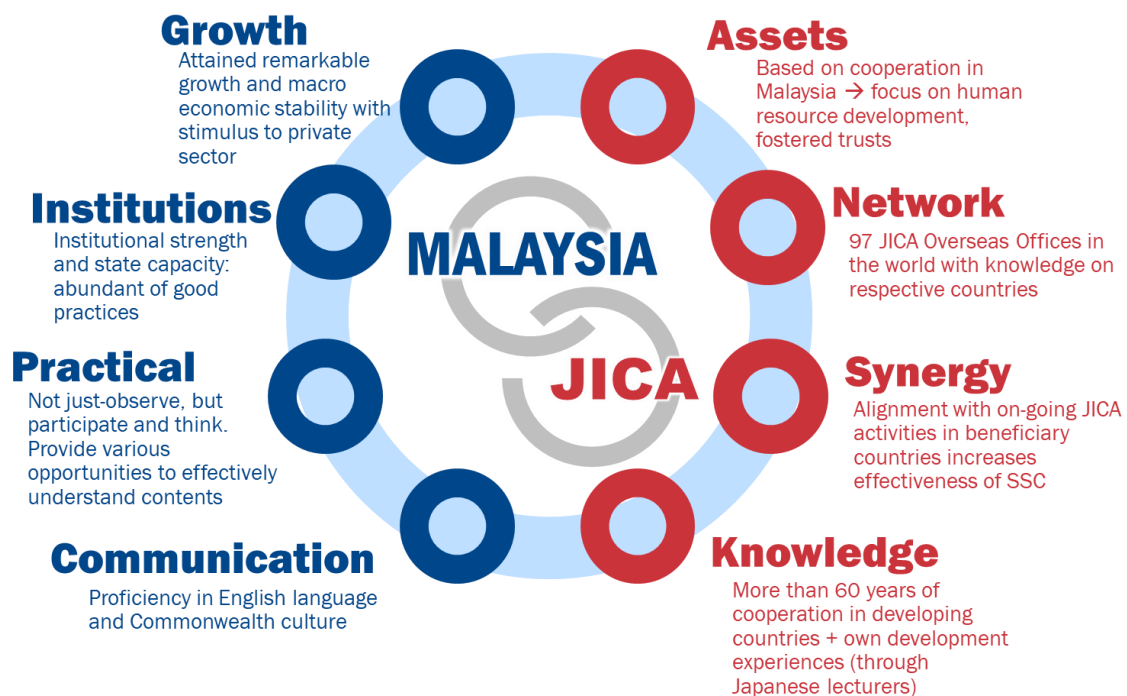 Growth
Attained remarkable
growth and macro
economic stability with
stimulus to private
sector
Institutions
Institutional strength
and state capacity:
abundant of good
practices
Practical
Not just-observe, but
participate and think.
Provide various
opportunities to effectively
understand contents
Communication
Proficiency in English language
and Commonwealth culture
MALAYSIA
JICA
Assets
Based on cooperation in
Malaysia → focus on human
resource development,
fostered trusts
Network
97 JICA Overseas Offices in
the world with knowledge on
respective countries
Synergy
Alignment with on-going JICA
activities in beneficiary
countries increases
effectiveness of SSC
Knowledge
More than 60 years of
cooperation in developing
countries + own development
experiences (through
Japanese lecturers)